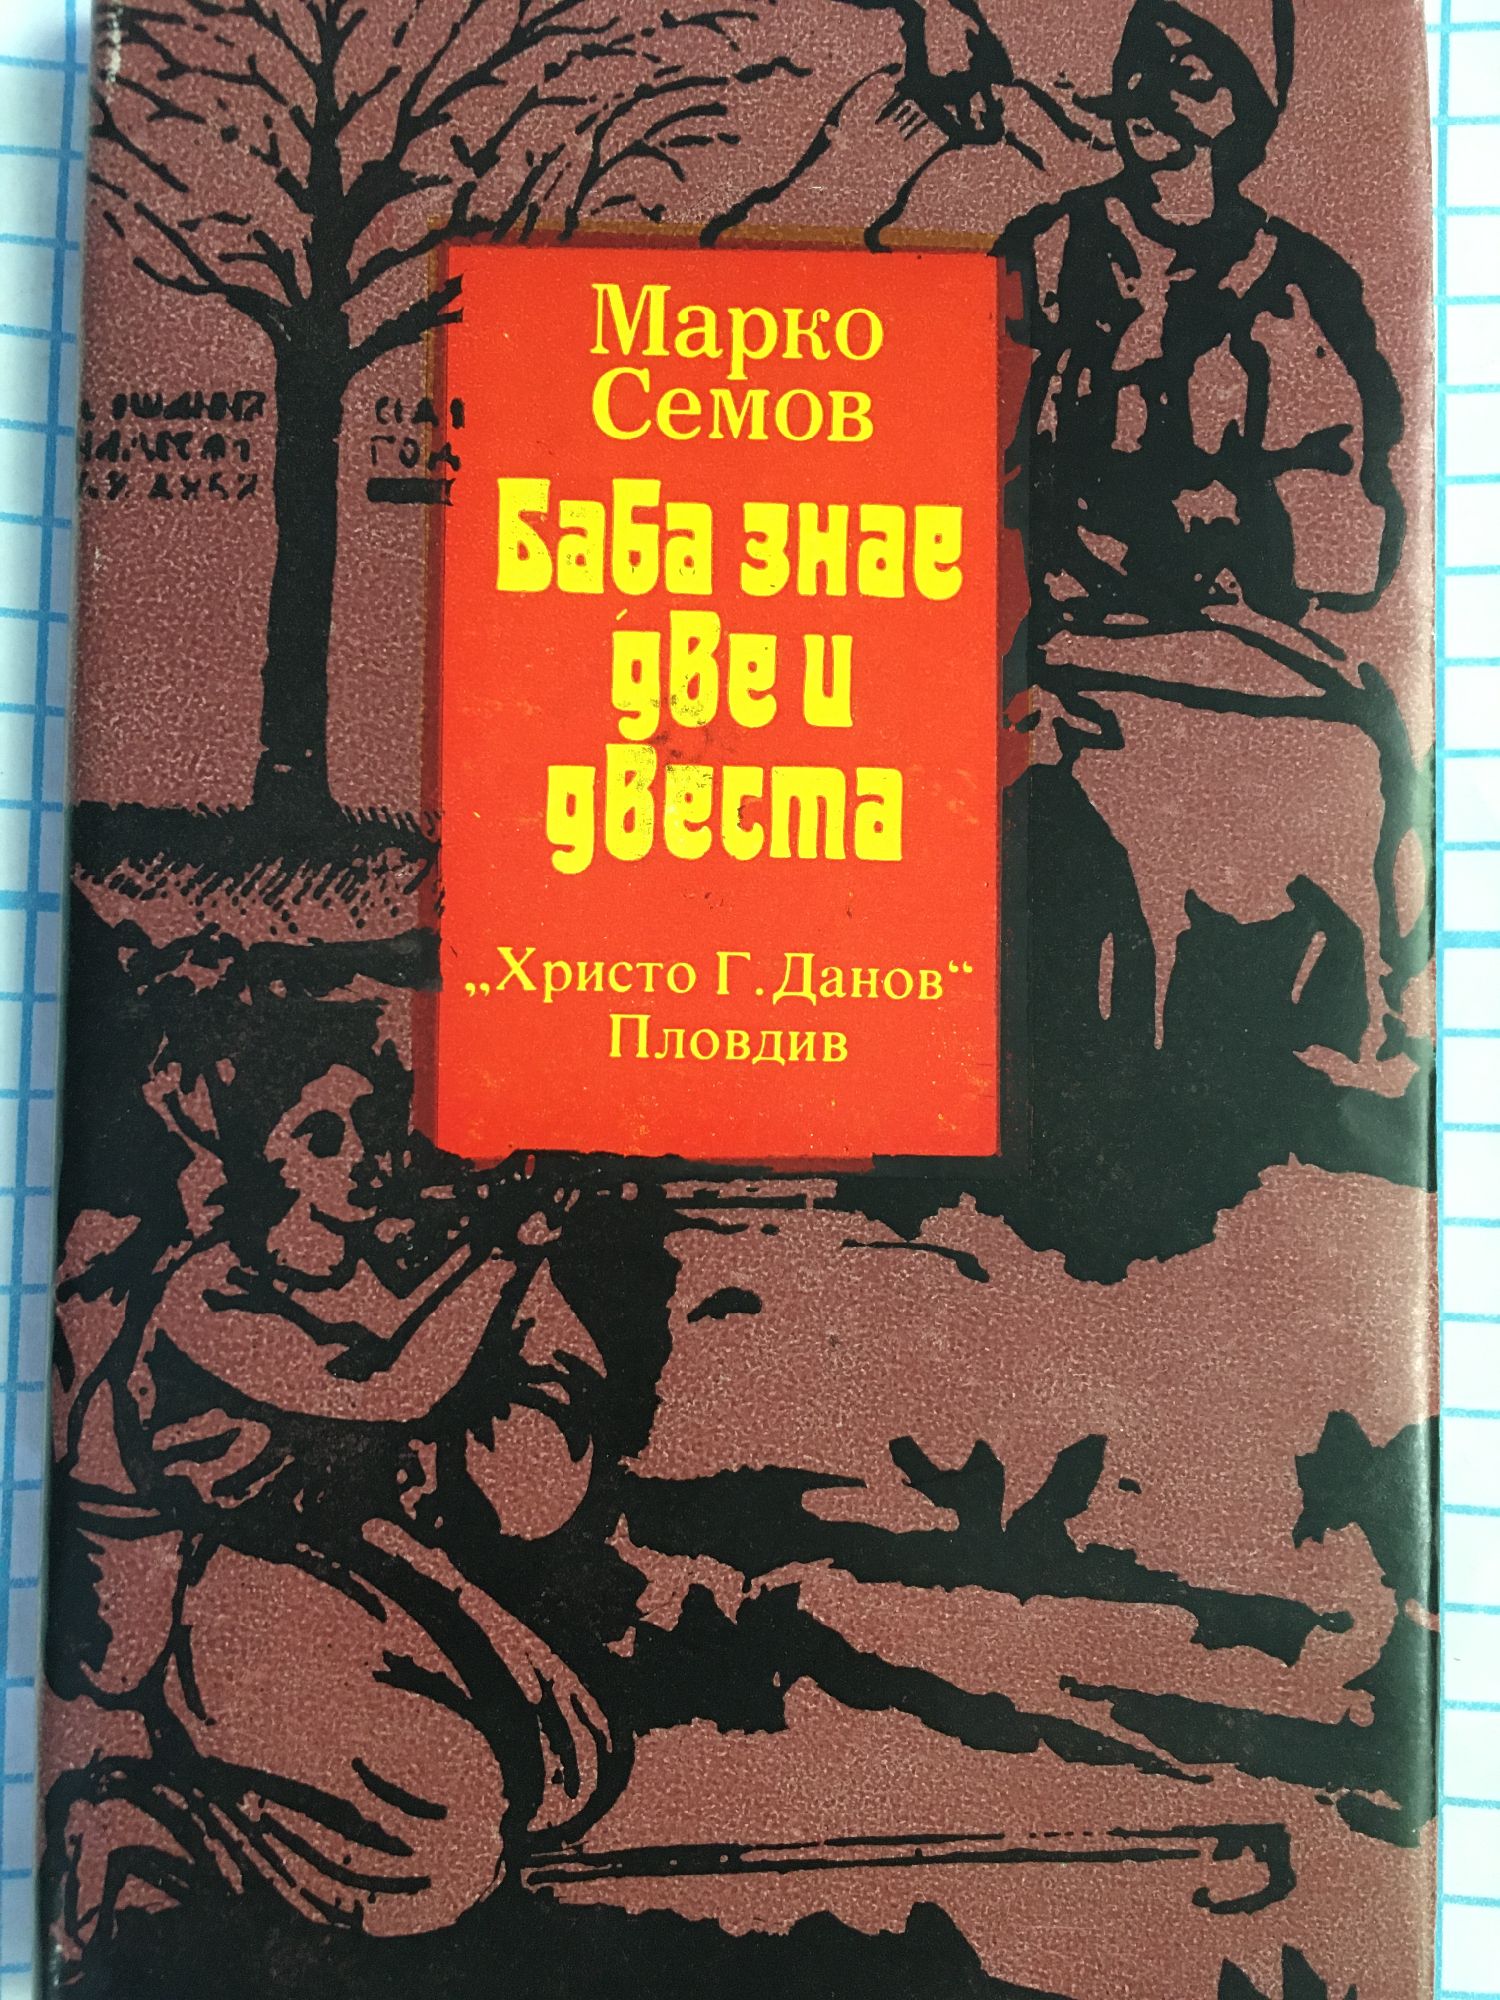 Марко
Семов
Баба знае
две и
двеста
„Христо Г. Данов“
Пловдив